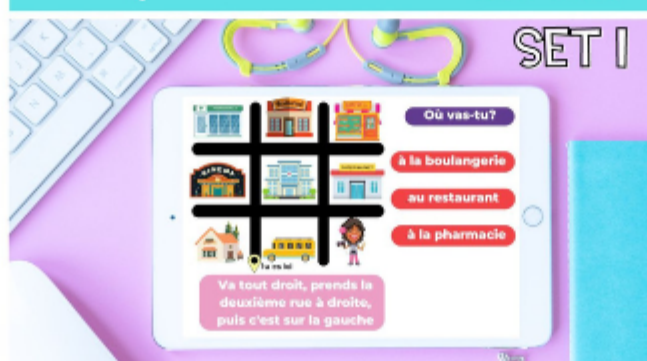 SET 1
Où vas-tu?
à la boulangerie
au restaurant
à la pharmacie
CINEMA
Va tout droit, prends la
deuxième rue à droite,
puis c'est sur la gauche